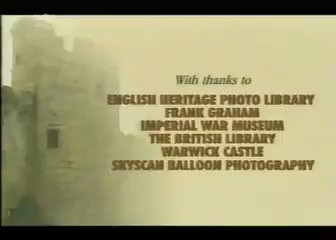 With thanks to
ENGLISH HERITAGE PHOTO LIBRARY
FRANK GRAHAM
IMPERIAL WAR MUSEUM
THE BRITISH LIBRARY
WARWICK CASTLE
SKYSCAN BALLOON PHOTOGRAPHY